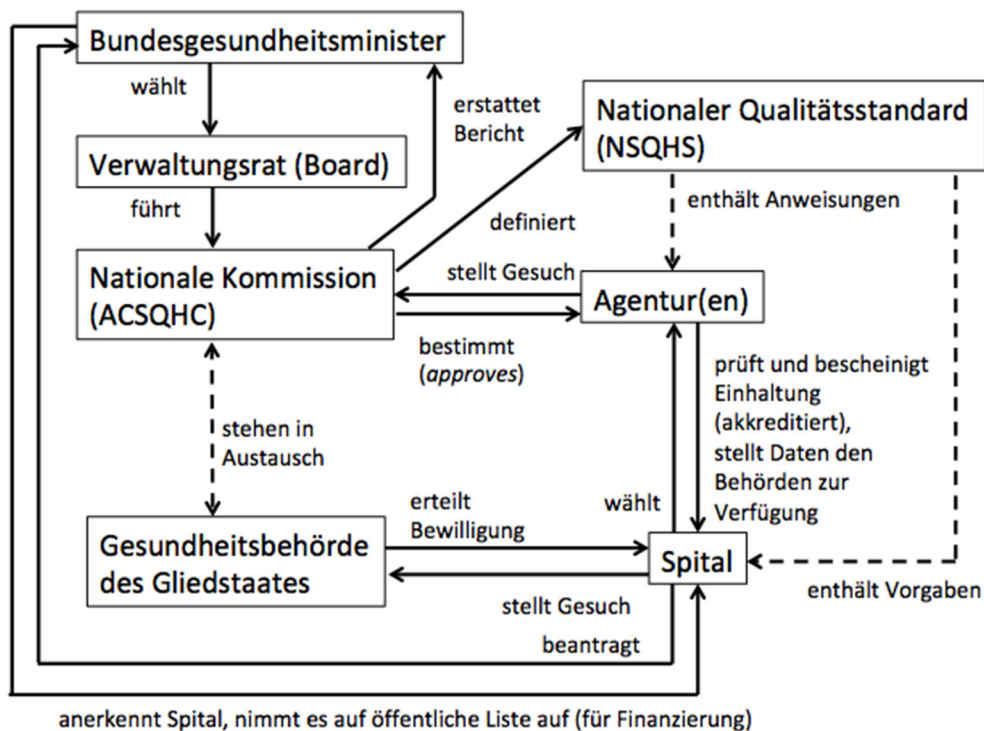 Bundesgesundheitsminister
wählt
erstattet
Bericht
Nationaler Qualitätsstandard
(NSQHS)
Verwaltungsrat (Board)
führt
definiert
enthält Anweisungen
Nationale Kommission
(ACSQHC)
stellt Gesuch
Agentur(en)
bestimmt
(approves)
prüft und bescheinigt
Einhaltung
(akkreditiert),
stellt Daten den
Behörden zur
Verfügung
stehen in
Austausch
erteilt
Bewilligung
wählt
Gesundheitsbehörde
des Gliedstaates
Spital
stellt Gesuch
enthält Vorgaben
beantragt
anerkennt Spital, nimmt es auf öffentliche Liste auf (für Finanzierung)